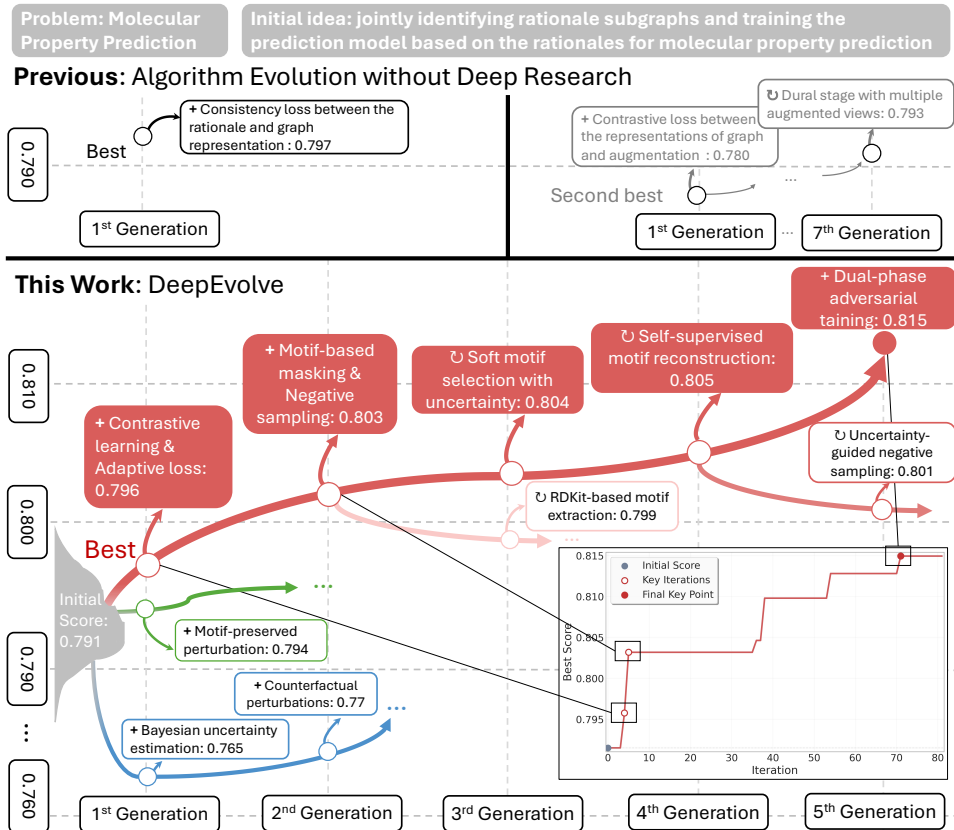 Problem: Molecular
Property Prediction
Initial idea: jointly identifying rationale subgraphs and training the
prediction model based on the rationales for molecular property prediction
Previous: Algorithm Evolution without Deep Research
0.790
Best
+ Consistency loss between the
rationale and graph
representation : 0.797
1st Generation
+ Contrastive loss between
the representations of graph
and augmentation : 0.780
↻ Dural stage with multiple
augmented views: 0.793
...
Second best
1st Generation
...
7th Generation
This Work: DeepEvolve
0.810
0.800
0.790
...
0.760
+ Contrastive
learning &
Adaptive loss:
0.796
+ Motif-based
masking &
Negative
sampling: 0.803
↻ Soft motif
selection with
uncertainty: 0.804
↻ Self-supervised
motif reconstruction:
0.805
+ Dual-phase
adversarial
taining: 0.815
↻ Uncertainty-
guided negative
sampling: 0.801
↻ RDKit-based motif
extraction: 0.799
...
Best
Initial
Score:
0.791
...
+ Motif-preserved
perturbation: 0.794
+ Counterfactual
perturbations: 0.77
...
+ Bayesian uncertainty
estimation: 0.765
Initial Score
Key Iterations
Final Key Point
Best Score
0.815
0.810
0.805
0.800
0.795
0 10 20 30 40 50 60 70 80
Iteration
1st Generation
2nd Generation
3rd Generation
4th Generation
5th Generation